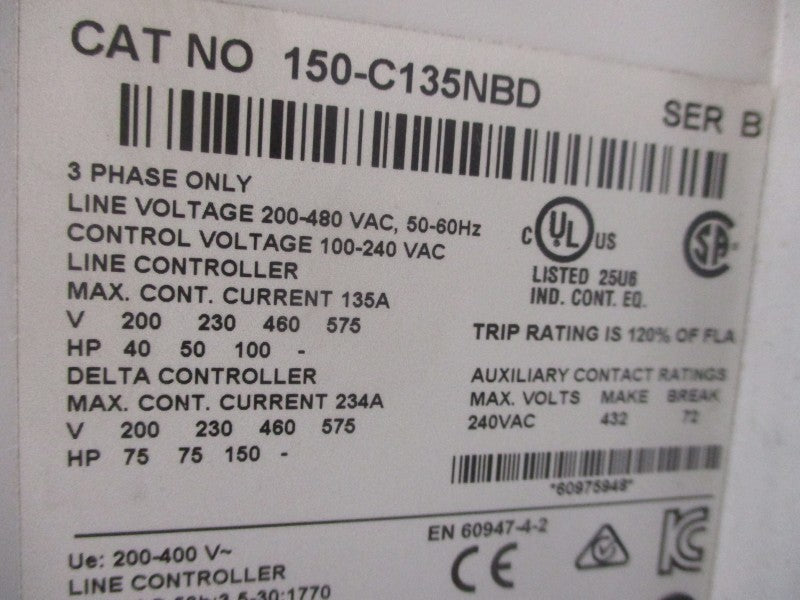 CAT NO 150-C135NBD SER B
3 PHASE ONLY
LINE VOLTAGE 200-480 VAC, 50-60Hz
CONTROL VOLTAGE 100-240 VAC
LINE CONTROLLER
MAX. CONT. CURRENT 135A
V 200 230 460 575
HP 40 50 100 -
DELTA CONTROLLER
MAX. CONT. CURRENT 234A
V 200 230 460 575
HP 75 75 150 -
C UL US
LISTED 25U6
IND. CONT. EQ.
SA
TRIP RATING IS 120% OF FLA
AUXILIARY CONTACT RATINGS
MAX. VOLTS MAKE BREAK
240VAC 432 72
*60975948*
Ue: 200-400 V~
LINE CONTROLLER
EN 60947-4-2
CE